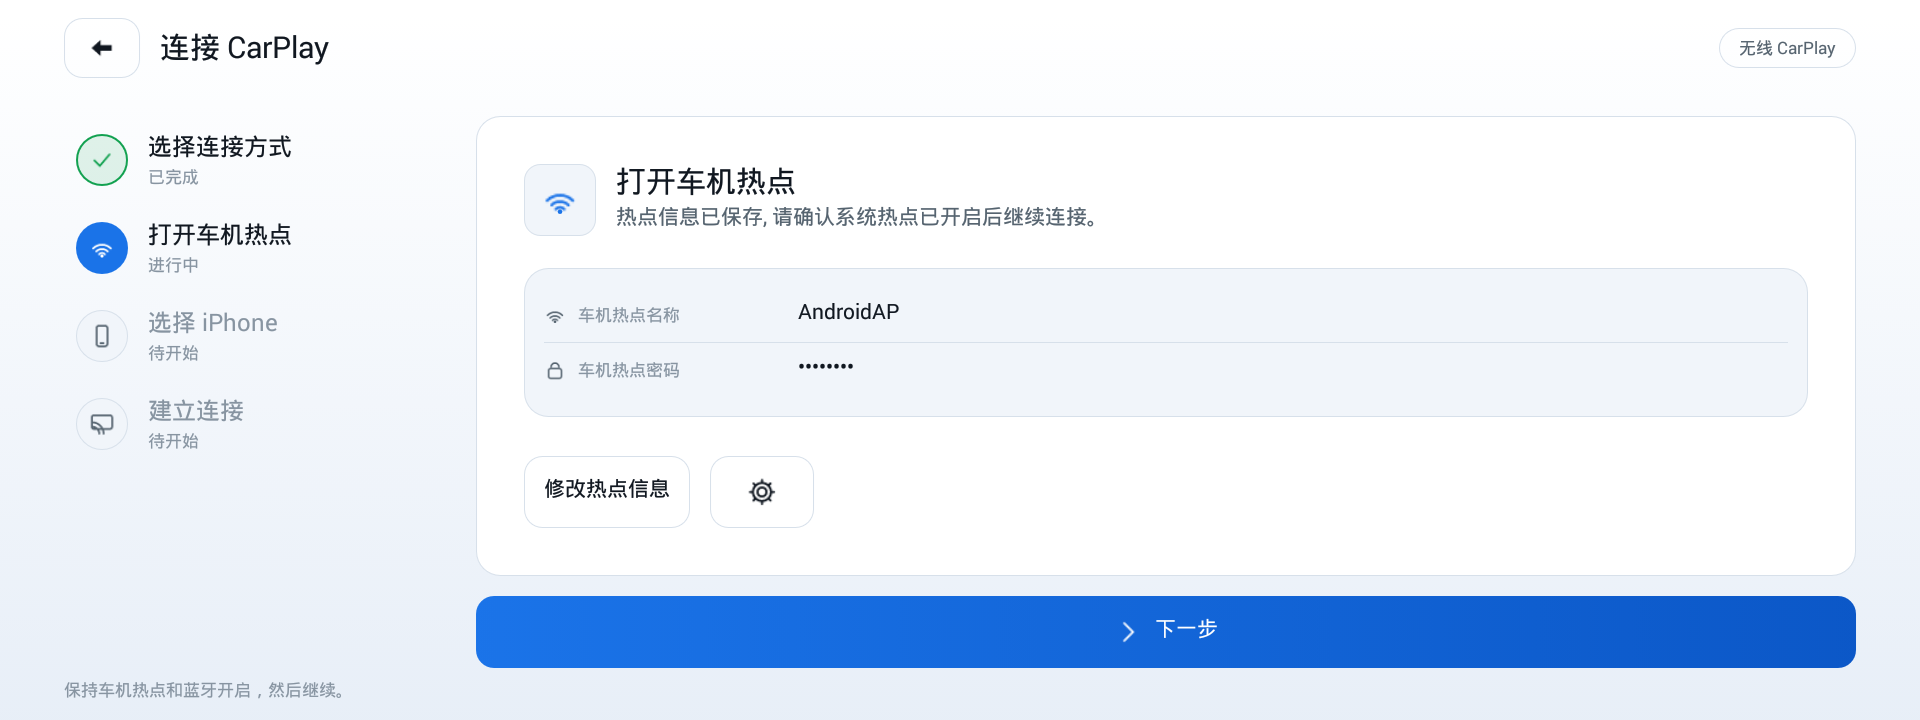 连接 CarPlay
无线 CarPlay
选择连接方式
已完成
打开车机热点
进行中
选择 iPhone
待开始
建立连接
待开始
打开车机热点
热点信息已保存, 请确认系统热点已开启后继续连接。
车机热点名称
AndroidAP
车机热点密码
••••••••
修改热点信息
下一步
保持车机热点和蓝牙开启，然后继续。